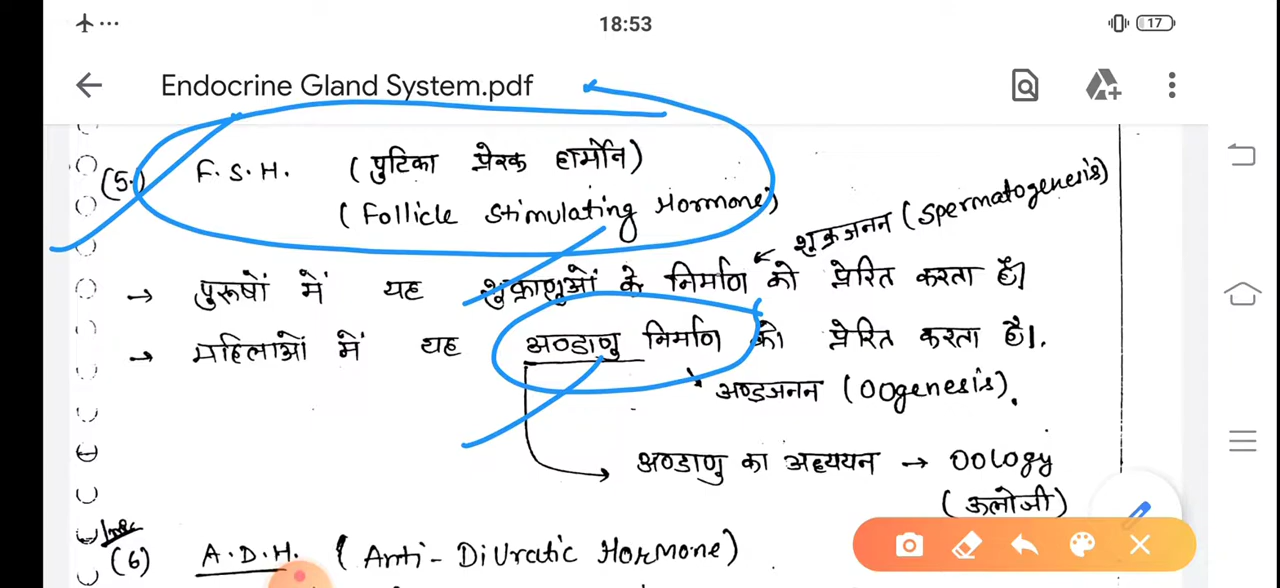 18:53
17
Endocrine Gland System.pdf
(5.) F.S.H. (पुटिका प्रेरक हार्मोन)
(Follicle Stimulating Hormone)
शुक्रजनन (Spermatogenesis)
→ पुरूषों में यह शुक्राणुओं के निर्माण को प्रेरित करता है।
→ महिलाओं में यह अण्डाणु निर्माण को प्रेरित करता है।.
अण्डजनन (Oogenesis).
अण्डाणु का अध्ययन → Oology
(ऊलोजी)
(6) A.D.H. (Anti-Diuratic Hormone)